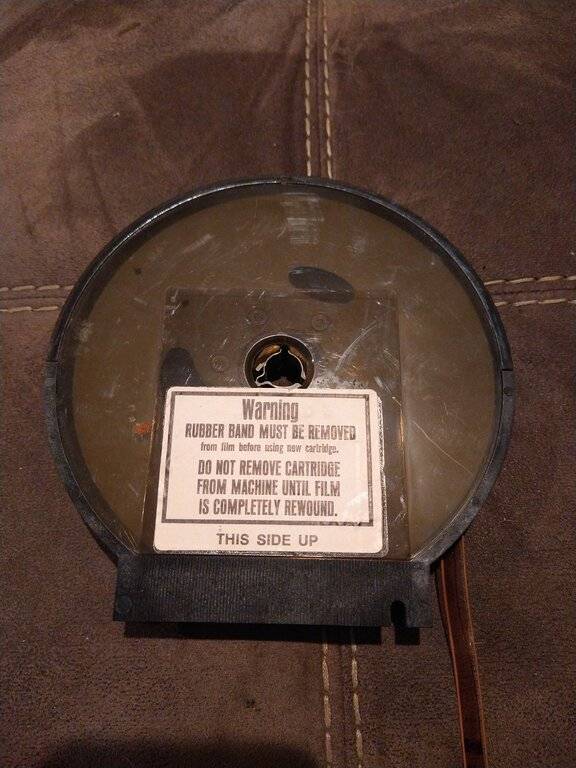 Warning
RUBBER BAND MUST BE REMOVED
from film before using new cartridge.
DO NOT REMOVE CARTRIDGE
FROM MACHINE UNTIL FILM
IS COMPLETELY REWOUND.
THIS SIDE UP